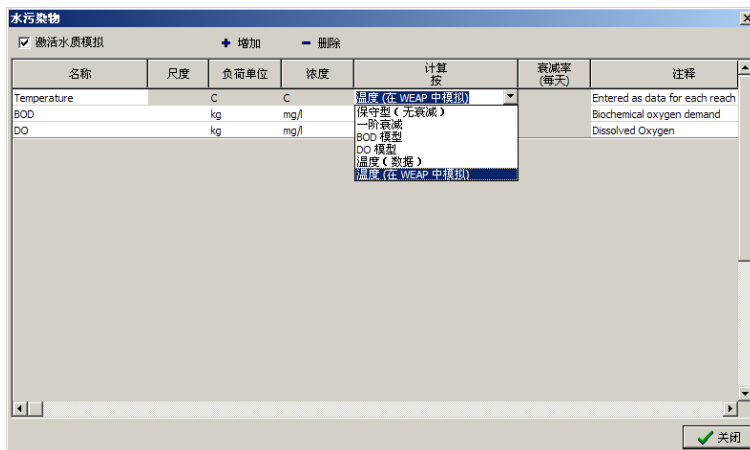 水污染物
激活水质模拟 增加 删除
名称 尺度 负荷单位 浓度 计算按 衰减率(每天) 注释
Temperature C C 温度 (在 WEAP 中模拟) Entered as data for each reach
BOD kg mg/l Biochemical oxygen demand
DO kg mg/l Dissolved Oxygen
保守型 ( 无衰减 )
一阶衰减
BOD 模型
DO 模型
温度 ( 数据 )
温度 (在 WEAP 中模拟)
关闭